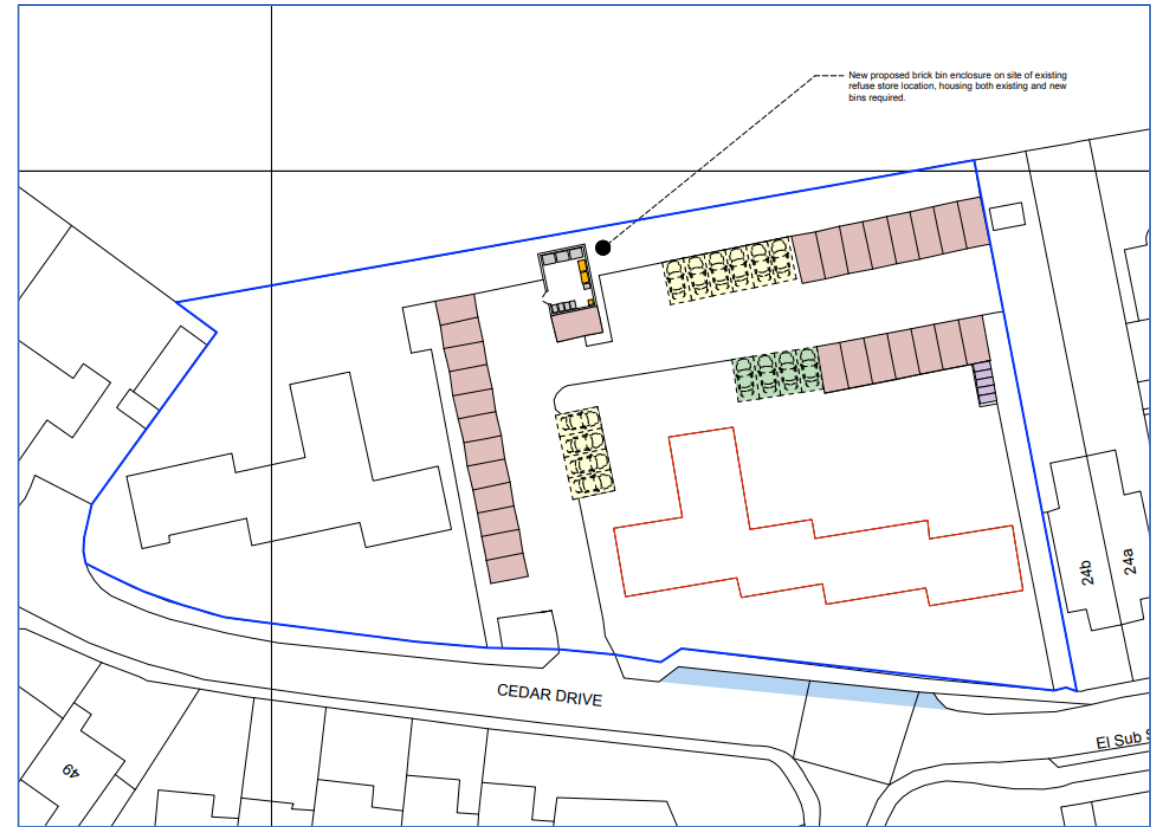 New proposed brick bin enclosure on site of existing
refuse store location, housing both existing and new
bins required.
24b
24a
CEDAR DRIVE
El Sub
49